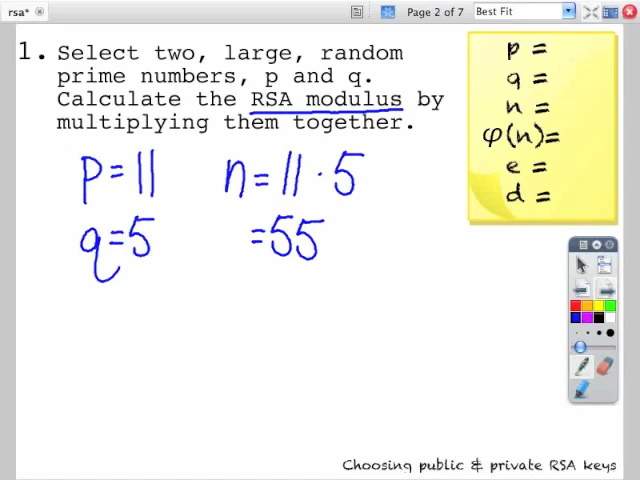 rsa*
Page 2 of 7
Best Fit
1. Select two, large, random
prime numbers, p and q.
Calculate the RSA modulus by
multiplying them together.
p = 11
n = 11 · 5
q = 5
= 55
p =
q =
n =
φ(n)=
e =
d =
Choosing public & private RSA keys